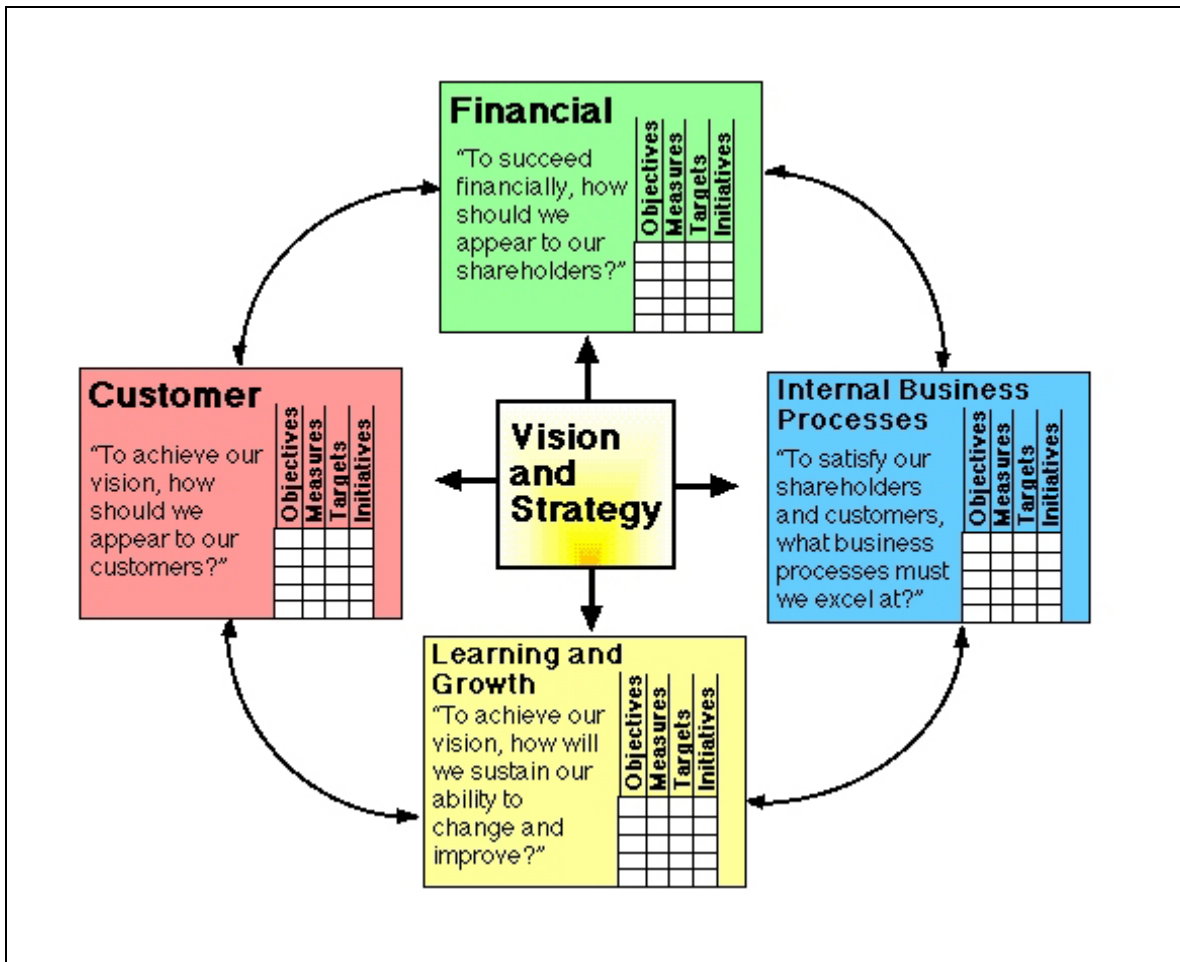 Financial
“To succeed
financially, how
should we
appear to our
shareholders?”
Objectives
Measures
Targets
Initiatives
Customer
“To achieve our
vision, how
should we
appear to our
customers?”
Objectives
Measures
Targets
Initiatives
Vision
and
Strategy
Internal Business
Processes
“To satisfy our
shareholders
and customers,
what business
processes must
we excel at?”
Objectives
Measures
Targets
Initiatives
Learning and
Growth
“To achieve our
vision, how will
we sustain our
ability to
change and
improve?”
Objectives
Measures
Targets
Initiatives